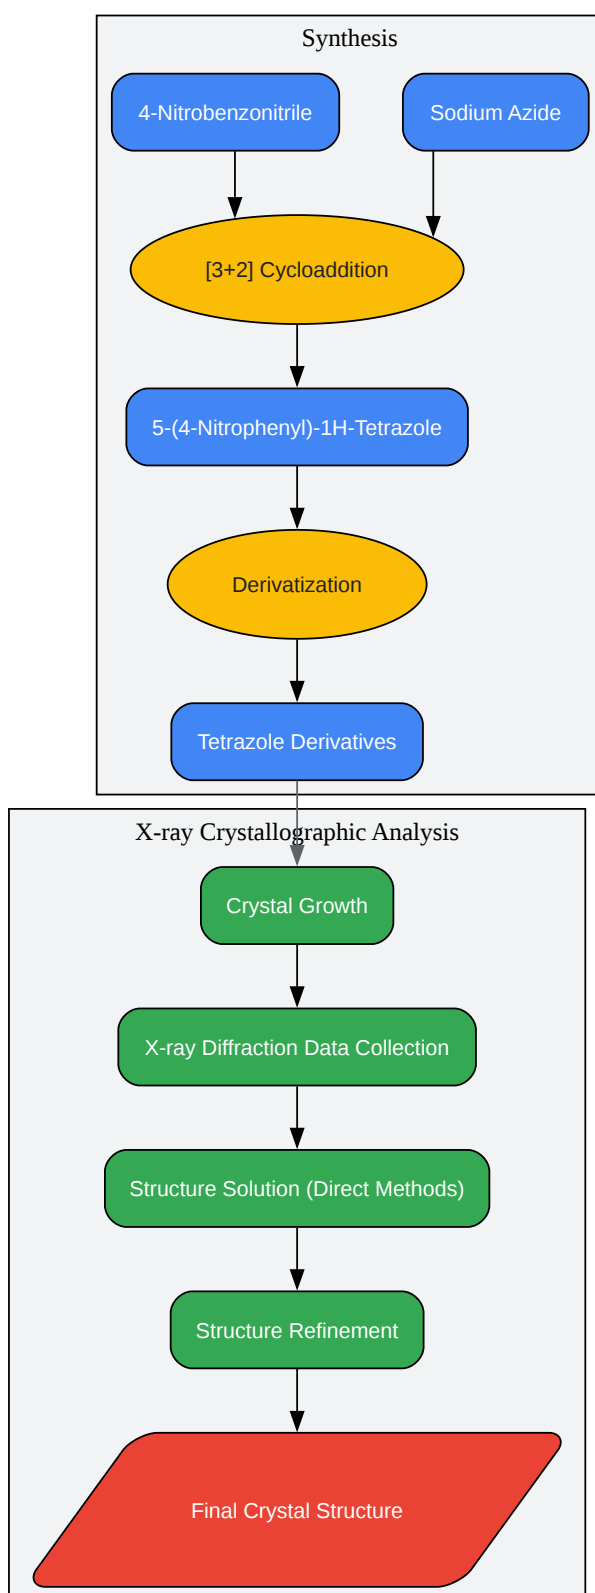 Synthesis
4-Nitrobenzonitrile
Sodium Azide
[3+2] Cycloaddition
5-(4-Nitrophenyl)-1H-Tetrazole
Derivatization
Tetrazole Derivatives
X-ray Crystallographic Analysis
Crystal Growth
X-ray Diffraction Data Collection
Structure Solution (Direct Methods)
Structure Refinement
Final Crystal Structure